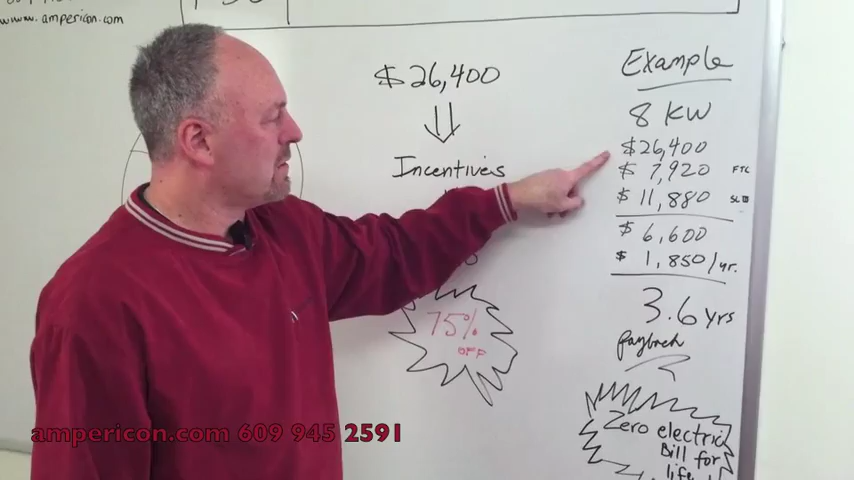 www.ampericon.com
$26,400
Incentives
75%
OFF
Example
8 KW
$26,400
$ 7,920 FTC
$ 11,880
$ 6,600
$ 1,850/yr.
3.6 yrs
payback
Zero electric
Bill for
life
ampericon.com 609 945 2591